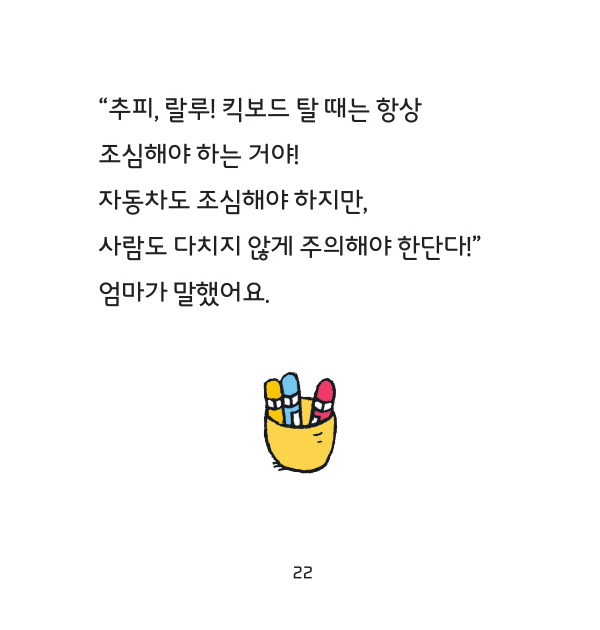 “추피, 랄루! 킥보드 탈 때는 항상
조심해야 하는 거야!
자동차도 조심해야 하지만,
사람도 다치지 않게 주의해야 한단다!”
엄마가 말했어요.
22